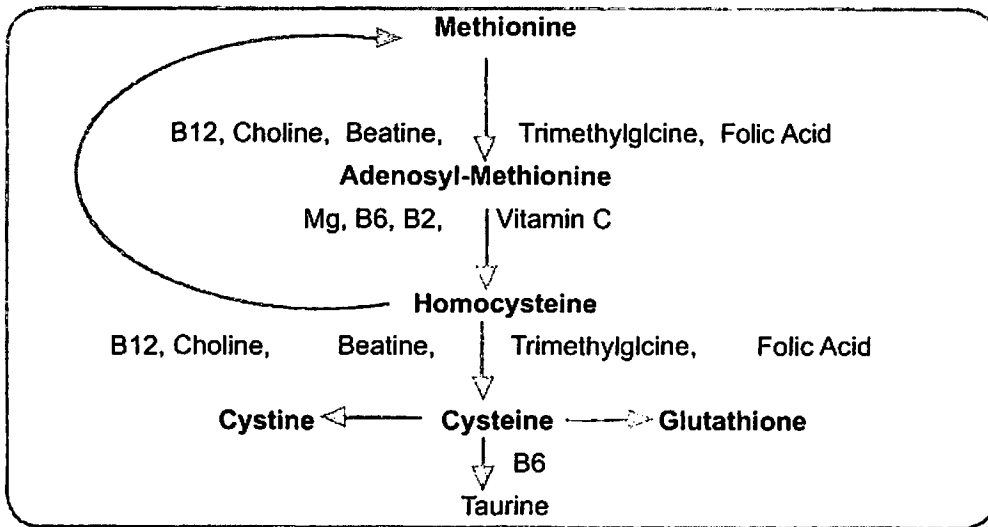 Methionine
B12, Choline, Beatine, Trimethylglcine, Folic Acid
Adenosyl-Methionine
Mg, B6, B2, Vitamin C
Homocysteine
B12, Choline, Beatine, Trimethylglcine, Folic Acid
Cystine Cysteine Glutathione
B6
Taurine